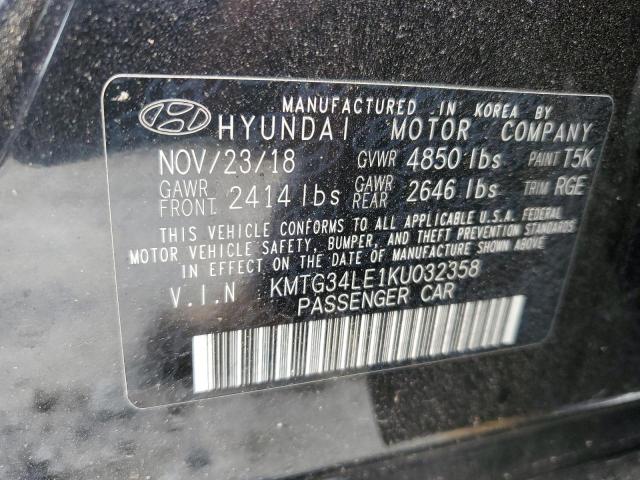 MANUFACTURED IN KOREA BY
HYUNDAI MOTOR COMPANY
NOV/23/18 GVWR 4850 lbs PAINT T5K
GAWR FRONT 2414 lbs GAWR REAR 2646 lbs TRIM RGE
THIS VEHICLE CONFORMS TO ALL APPLICABLE U.S.A. FEDERAL
MOTOR VEHICLE SAFETY, BUMPER, AND THEFT PREVENTION STANDARDS
IN EFFECT ON THE DATE OF MANUFACTURE SHOWN ABOVE.
V.I.N KMTG34LE1KU032358
PASSENGER CAR